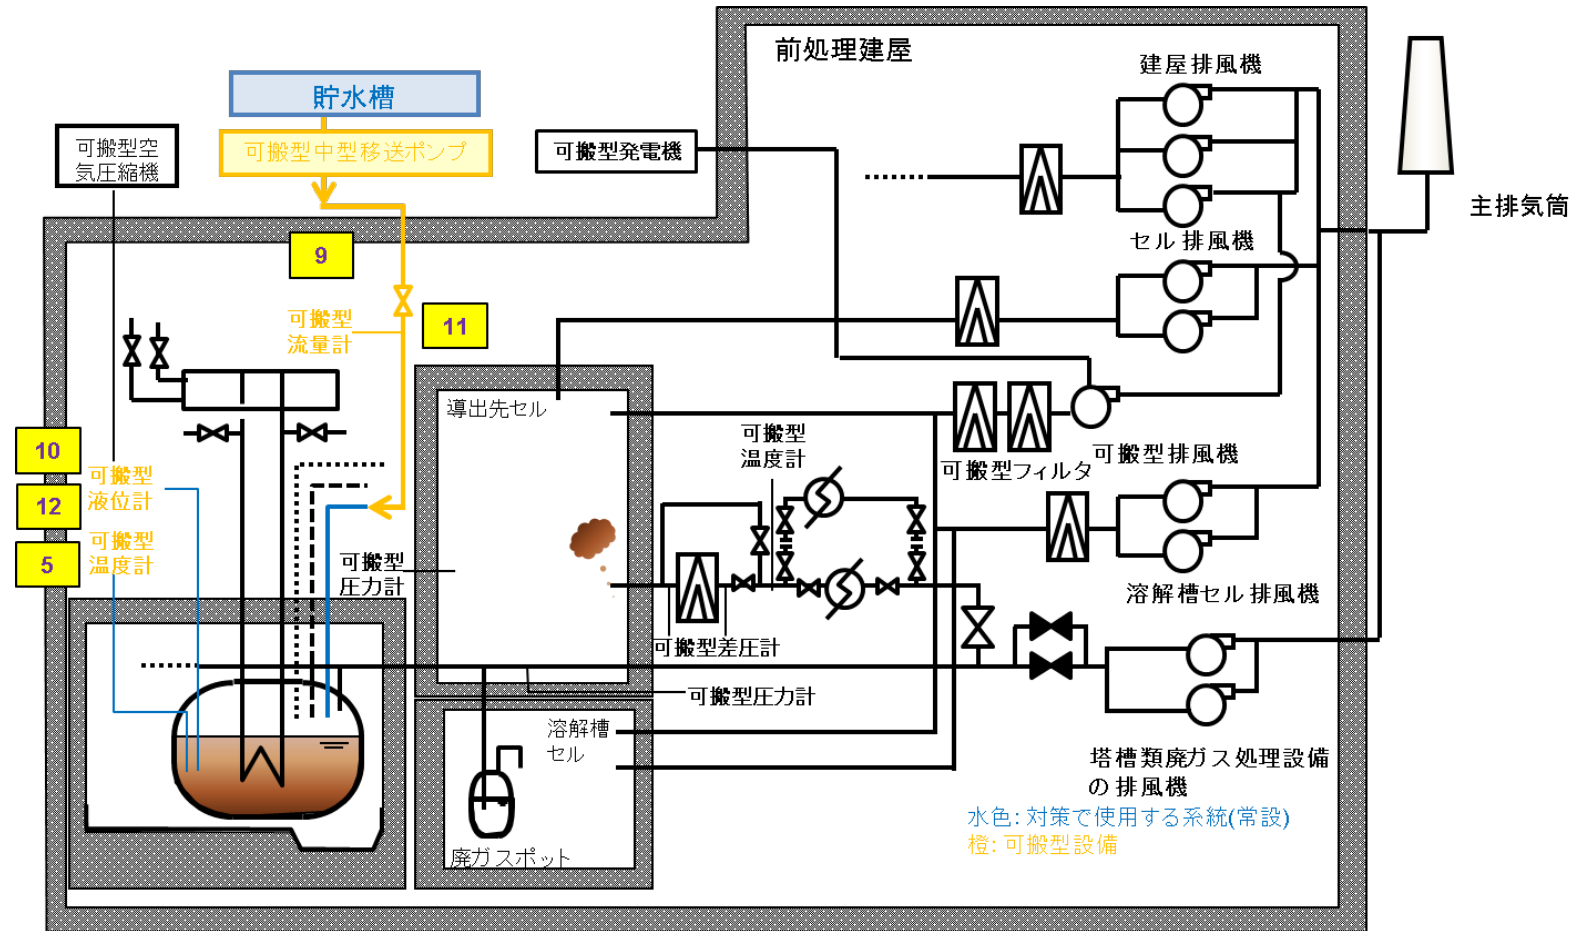 前処理建屋
建屋排風機
貯水槽
可搬型空
気圧縮機
可搬型中型移送ポンプ
可搬型発電機
主排気筒
セル排風機
9
可搬型
流量計
11
導出先セル
可搬型
温度計
可搬型フィルタ
可搬型排風機
10
可搬型
液位計
12
可搬型
温度計
5
可搬型
圧力計
溶解槽セル排風機
可搬型差圧計
可搬型圧力計
溶解槽
セル
塔槽類廃ガス処理設備
の排風機
水色:対策で使用する系統(常設)
橙:可搬型設備
廃ガスポット